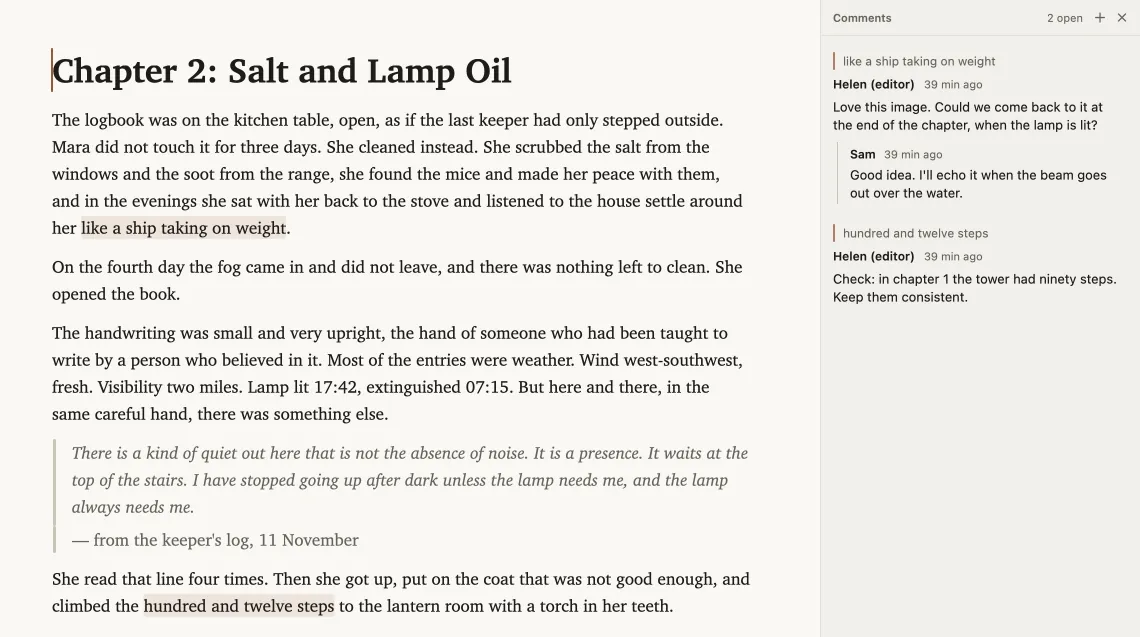 Chapter 2: Salt and Lamp Oil
The logbook was on the kitchen table, open, as if the last keeper had only stepped outside.
Mara did not touch it for three days. She cleaned instead. She scrubbed the salt from the
windows and the soot from the range, she found the mice and made her peace with them,
and in the evenings she sat with her back to the stove and listened to the house settle around
her like a ship taking on weight.
On the fourth day the fog came in and did not leave, and there was nothing left to clean. She
opened the book.
The handwriting was small and very upright, the hand of someone who had been taught to
write by a person who believed in it. Most of the entries were weather. Wind west-southwest,
fresh. Visibility two miles. Lamp lit 17:42, extinguished 07:15. But here and there, in the
same careful hand, there was something else.
There is a kind of quiet out here that is not the absence of noise. It is a presence. It waits at the
top of the stairs. I have stopped going up after dark unless the lamp needs me, and the lamp
always needs me.
— from the keeper's log, 11 November
She read that line four times. Then she got up, put on the coat that was not good enough, and
climbed the hundred and twelve steps to the lantern room with a torch in her teeth.
Comments
2 open
like a ship taking on weight
Helen (editor) 39 min ago
Love this image. Could we come back to it at
the end of the chapter, when the lamp is lit?
Sam 39 min ago
Good idea. I'll echo it when the beam goes
out over the water.
hundred and twelve steps
Helen (editor) 39 min ago
Check: in chapter 1 the tower had ninety steps.
Keep them consistent.